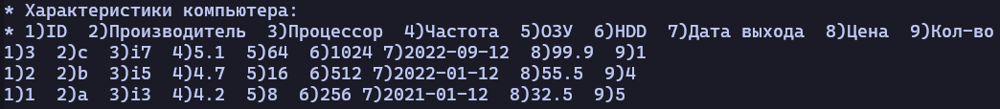 * Характеристики компьютера:
* 1)ID  2)Производитель  3)Процессор  4)Частота  5)ОЗУ  6)HDD  7)Дата выхода  8)Цена  9)Кол-во
1)3  2)c  3)i7  4)5.1  5)64  6)1024 7)2022-09-12  8)99.9  9)1
1)2  2)b  3)i5  4)4.7  5)16  6)512 7)2022-01-12  8)55.5  9)4
1)1  2)a  3)i3  4)4.2  5)8  6)256 7)2021-01-12  8)32.5  9)5